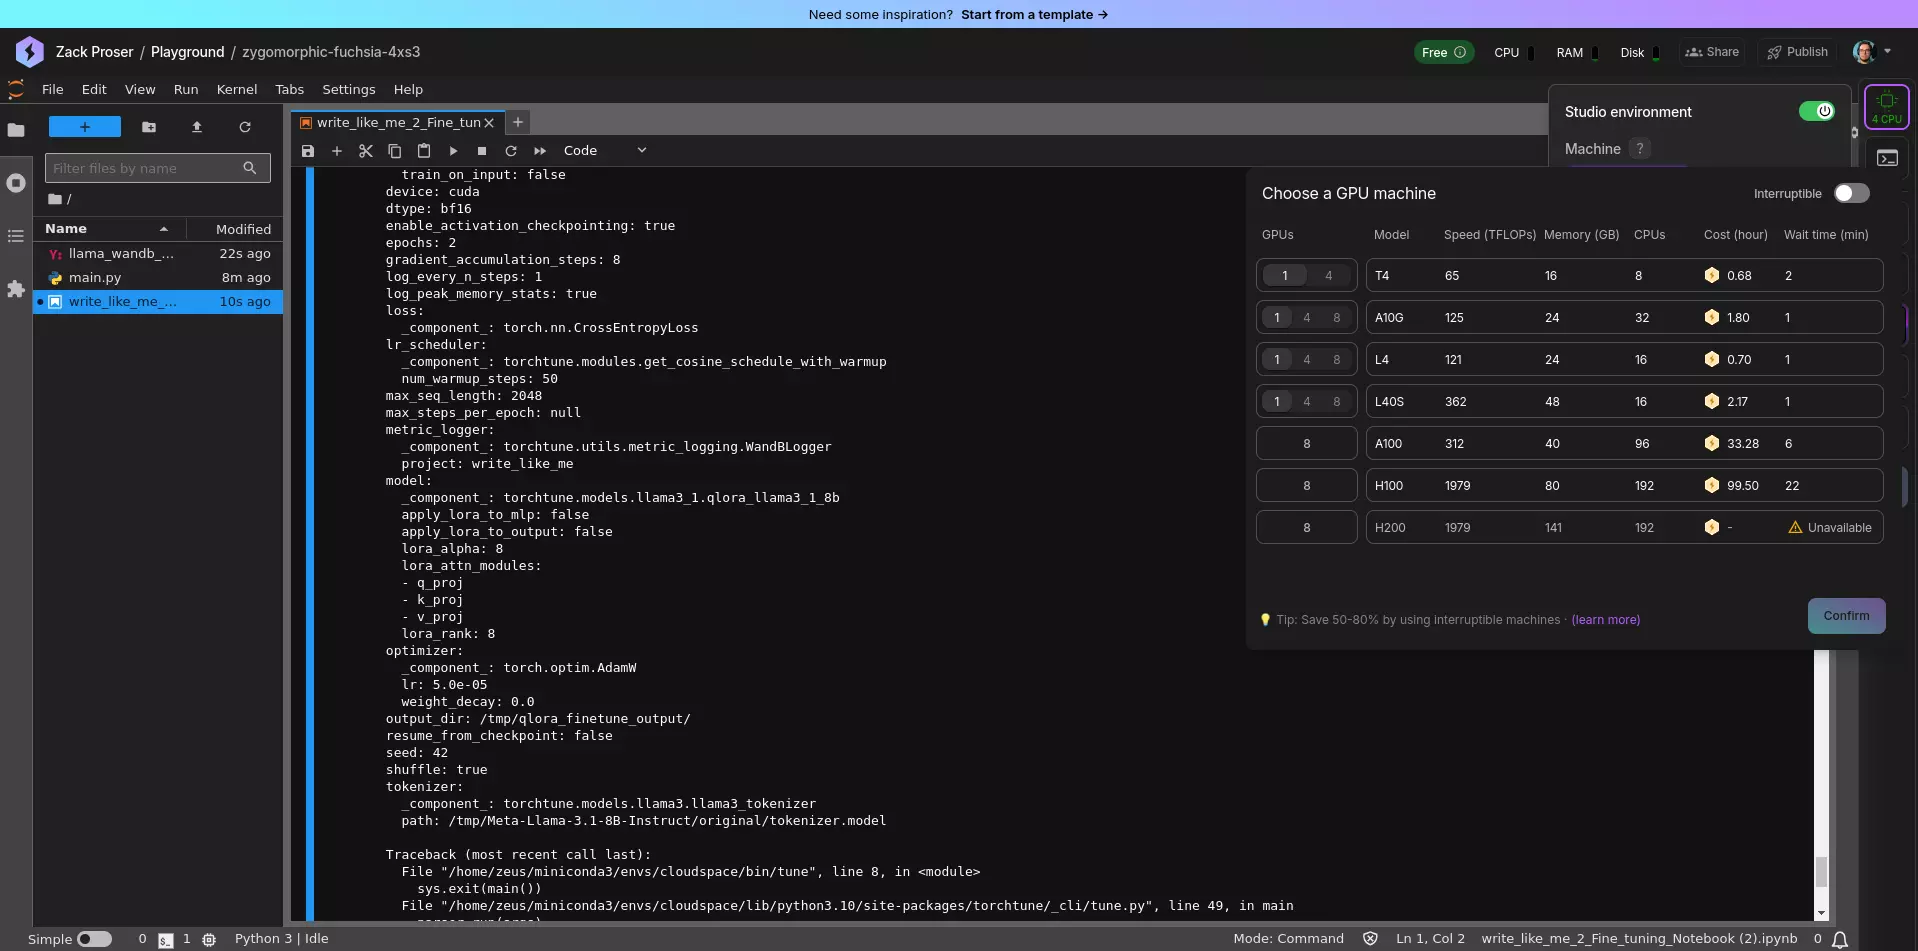 Need some inspiration? Start from a template →
Zack Proser / Playground / zygomorphic-fuchsia-4xs3
Free CPU RAM Disk Share Publish
File Edit View Run Kernel Tabs Settings Help
Filter files by name
/
Name Modified
llama_wandb_... 22s ago
main.py 8m ago
write_like_me_... 10s ago
write_like_me_2_Fine_tun
Code
train_on_input: false
device: cuda
dtype: bf16
enable_activation_checkpointing: true
epochs: 2
gradient_accumulation_steps: 8
log_every_n_steps: 1
log_peak_memory_stats: true
loss:
_component_: torch.nn.CrossEntropyLoss
lr_scheduler:
_component_: torchtune.modules.get_cosine_schedule_with_warmup
num_warmup_steps: 50
max_seq_length: 2048
max_steps_per_epoch: null
metric_logger:
_component_: torchtune.utils.metric_logging.WandBLogger
project: write_like_me
model:
_component_: torchtune.models.llama3_1.qlora_llama3_1_8b
apply_lora_to_mlp: false
apply_lora_to_output: false
lora_alpha: 8
lora_attn_modules:
- q_proj
- k_proj
- v_proj
lora_rank: 8
optimizer:
_component_: torch.optim.AdamW
lr: 5.0e-05
weight_decay: 0.0
output_dir: /tmp/qlora_finetune_output/
resume_from_checkpoint: false
seed: 42
shuffle: true
tokenizer:
_component_: torchtune.models.llama3.llama3_tokenizer
path: /tmp/Meta-Llama-3.1-8B-Instruct/original/tokenizer.model
Traceback (most recent call last):
File "/home/zeus/miniconda3/envs/cloudspace/bin/tune", line 8, in <module>
sys.exit(main())
File "/home/zeus/miniconda3/envs/cloudspace/lib/python3.10/site-packages/torchtune/_cli/tune.py", line 49, in main
Studio environment
Machine ?
4 CPU
Choose a GPU machine Interruptible
GPUs Model Speed (TFLOPs) Memory (GB) CPUs Cost (hour) Wait time (min)
1 4 T4 65 16 8 0.68 2
1 4 8 A10G 125 24 32 1.80 1
1 4 8 L4 121 24 16 0.70 1
1 4 8 L40S 362 48 16 2.17 1
8 A100 312 40 96 33.28 6
8 H100 1979 80 192 99.50 22
8 H200 1979 141 192 - Unavailable
Tip: Save 50-80% by using interruptible machines · (learn more)
Confirm
Simple 0 1 Python 3 | Idle Mode: Command Ln 1, Col 2 write_like_me_2_Fine_tuning_Notebook (2).ipynb 0